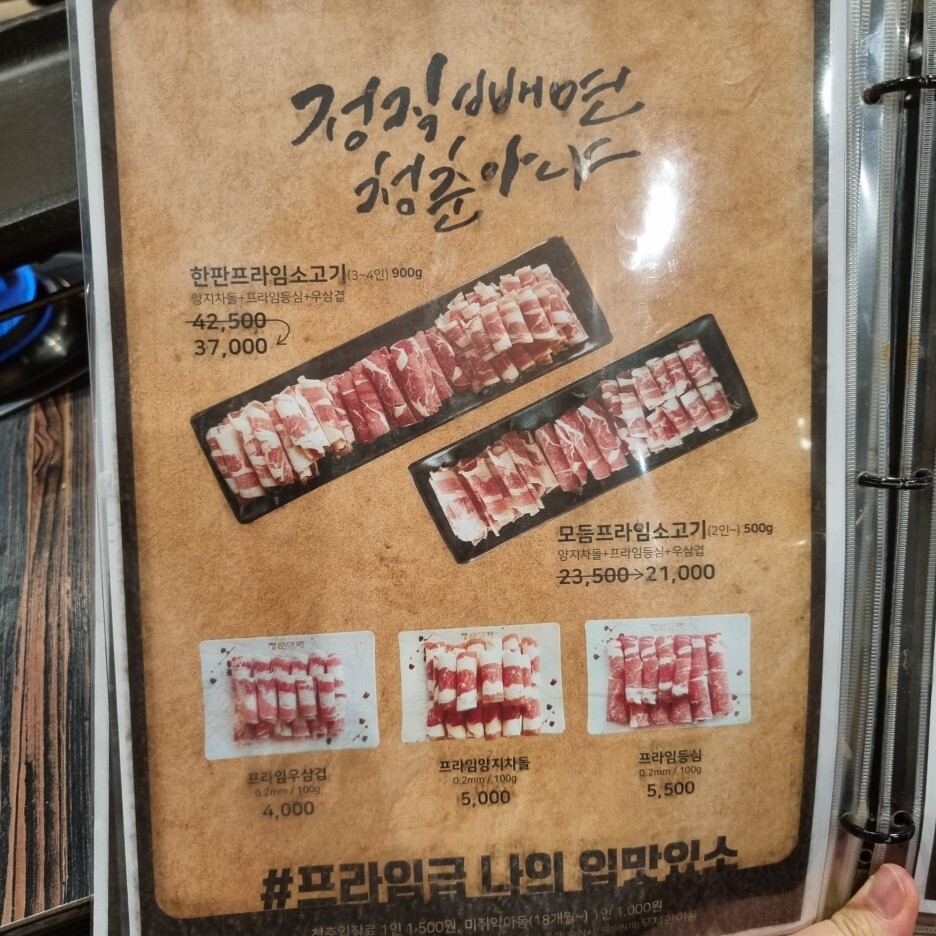 정직빼면
청춘아냐
한판프라임소고기(3~4인) 900g
양지차돌+프라임등심+우삼겹
42,500
37,000
모둠프라임소고기(2인~) 500g
양지차돌+프라임등심+우삼겹
23,500→21,000
프라임우삼겹
0.2mm / 100g
4,000
프라임양지차돌
0.2mm / 100g
5,000
프라임등심
0.2mm / 100g
5,500
#프라임급 나의 입맛있소
1인 1,500원, 미취학아동(18개월~) 1인 1,000원